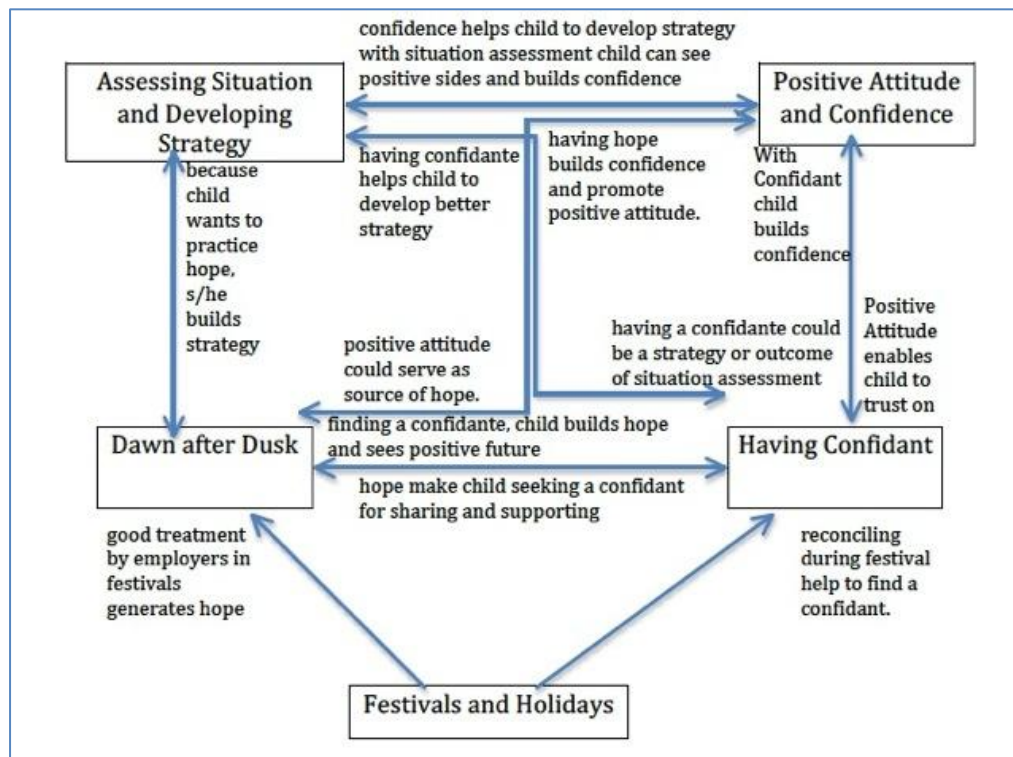 confidence helps child to develop strategy
with situation assessment child can see
positive sides and builds confidence
Assessing Situation
and Developing
Strategy
Positive Attitude
and Confidence
because
child
wants to
practice
hope,
s/he
builds
strategy
having confidante
helps child to
develop better
strategy
having hope
builds confidence
and promote
positive attitude.
With
Confidant
child
builds
confidence
positive attitude
could serve as
source of hope.
having a confidante could
be a strategy or outcome
of situation assessment
Positive
Attitude
enables
child to
trust on
finding a confidante, child builds hope
and sees positive future
Dawn after Dusk
Having Confidant
hope make child seeking a confidant
for sharing and supporting
good treatment
by employers in
festivals
generates hope
reconciling
during festival
help to find a
confidant.
Festivals and Holidays